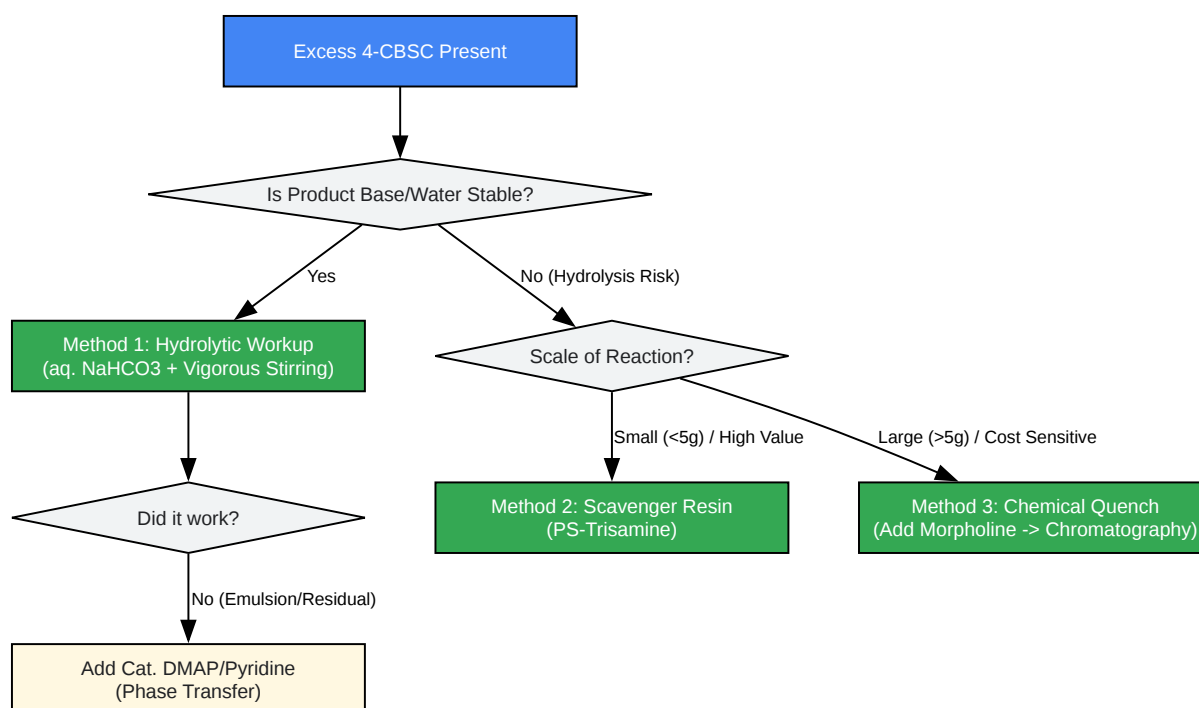 Excess 4-CBSC Present
Is Product Base/Water Stable?
Yes
No (Hydrolysis Risk)
Method 1: Hydrolytic Workup
(aq. NaHCO3 + Vigorous Stirring)
Scale of Reaction?
Small (<5g) / High Value
Large (>5g) / Cost Sensitive
Did it work?
Method 2: Scavenger Resin
(PS-Trisamine)
Method 3: Chemical Quench
(Add Morpholine -> Chromatography)
No (Emulsion/Residual)
Add Cat. DMAP/Pyridine
(Phase Transfer)